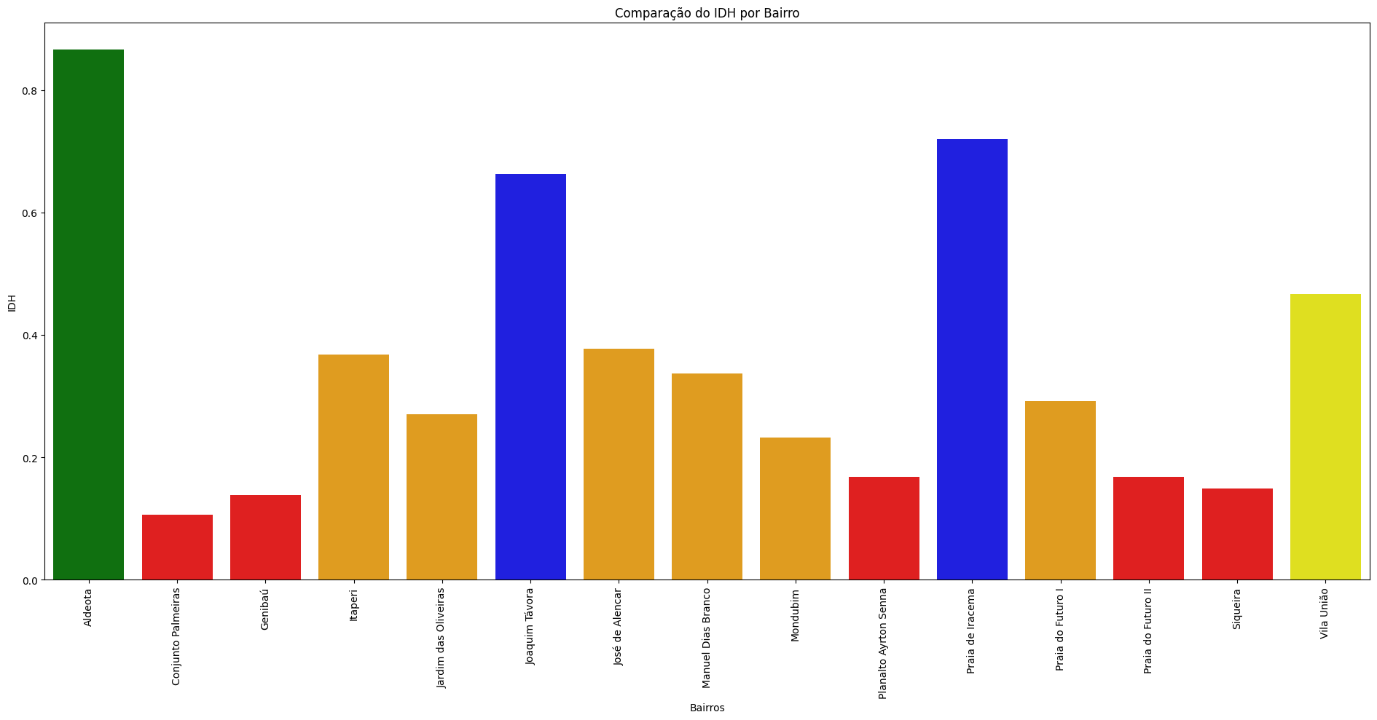 Comparação do IDH por Bairro
IDH
0.8
0.6
0.4
0.2
0.0
Aldeota
Conjunto Palmeiras
Genibaú
Itaperi
Jardim das Oliveiras
Joaquim Távora
José de Alencar
Manuel Dias Branco
Mondubim
Planalto Ayrton Senna
Praia de Iracema
Praia do Futuro I
Praia do Futuro II
Siqueira
Vila União
Bairros